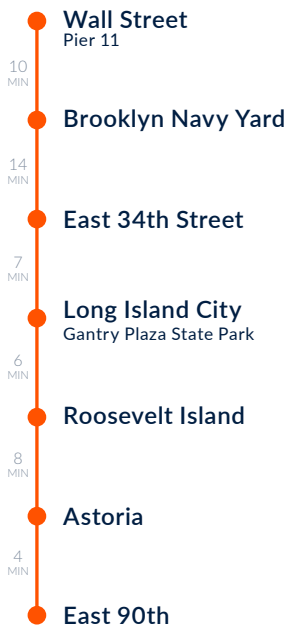 Wall Street
Pier 11
10
MIN
Brooklyn Navy Yard
14
MIN
East 34th Street
7
MIN
Long Island City
Gantry Plaza State Park
6
MIN
Roosevelt Island
8
MIN
Astoria
4
MIN
East 90th